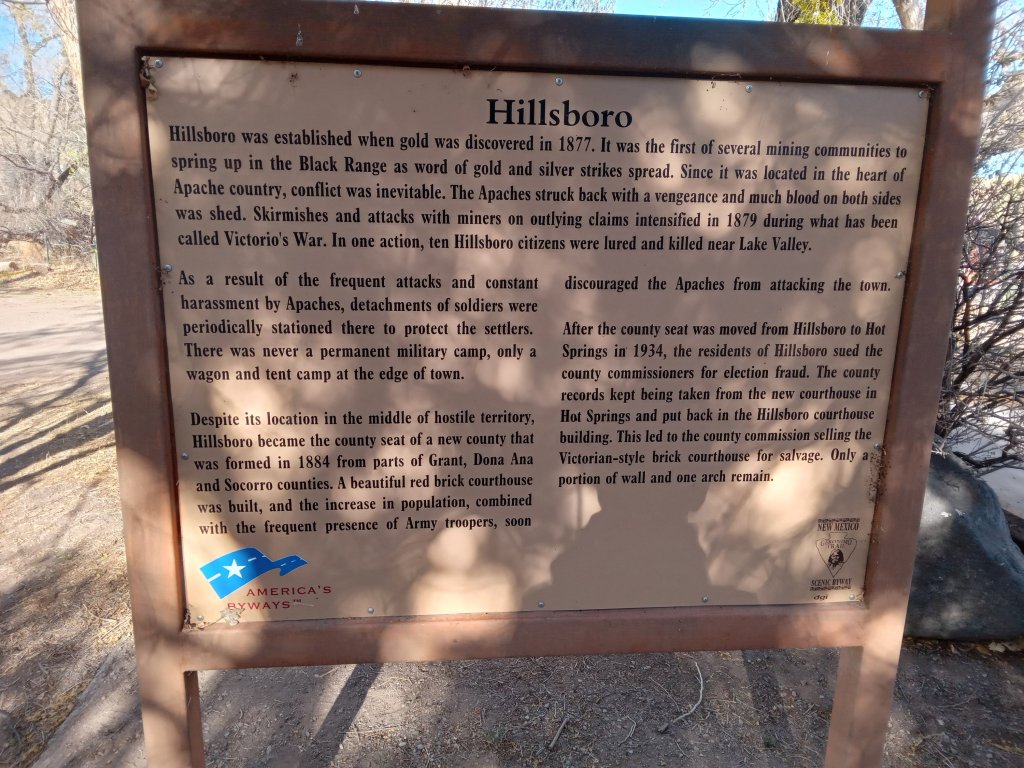 Hillsboro
Hillsboro was established when gold was discovered in 1877. It was the first of several mining communities to
spring up in the Black Range as word of gold and silver strikes spread. Since it was located in the heart of
Apache country, conflict was inevitable. The Apaches struck back with a vengeance and much blood on both sides
was shed. Skirmishes and attacks with miners on outlying claims intensified in 1879 during what has been
called Victorio's War. In one action, ten Hillsboro citizens were lured and killed near Lake Valley.
As a result of the frequent attacks and constant
harassment by Apaches, detachments of soldiers were
periodically stationed there to protect the settlers.
There was never a permanent military camp, only a
wagon and tent camp at the edge of town.
Despite its location in the middle of hostile territory,
Hillsboro became the county seat of a new county that
was formed in 1884 from parts of Grant, Dona Ana
and Socorro counties. A beautiful red brick courthouse
was built, and the increase in population, combined
with the frequent presence of Army troopers, soon
discouraged the Apaches from attacking the town.
After the county seat was moved from Hillsboro to Hot
Springs in 1934, the residents of Hillsboro sued the
county commissioners for election fraud. The county
records kept being taken from the new courthouse in
Hot Springs and put back in the Hillsboro courthouse
building. This led to the county commission selling the
Victorian-style brick courthouse for salvage. Only a
portion of wall and one arch remain.
AMERICA'S
BYWAYS™
NEW MEXICO
GERONIMO
TRAIL
SCENIC BYWAY
dgi